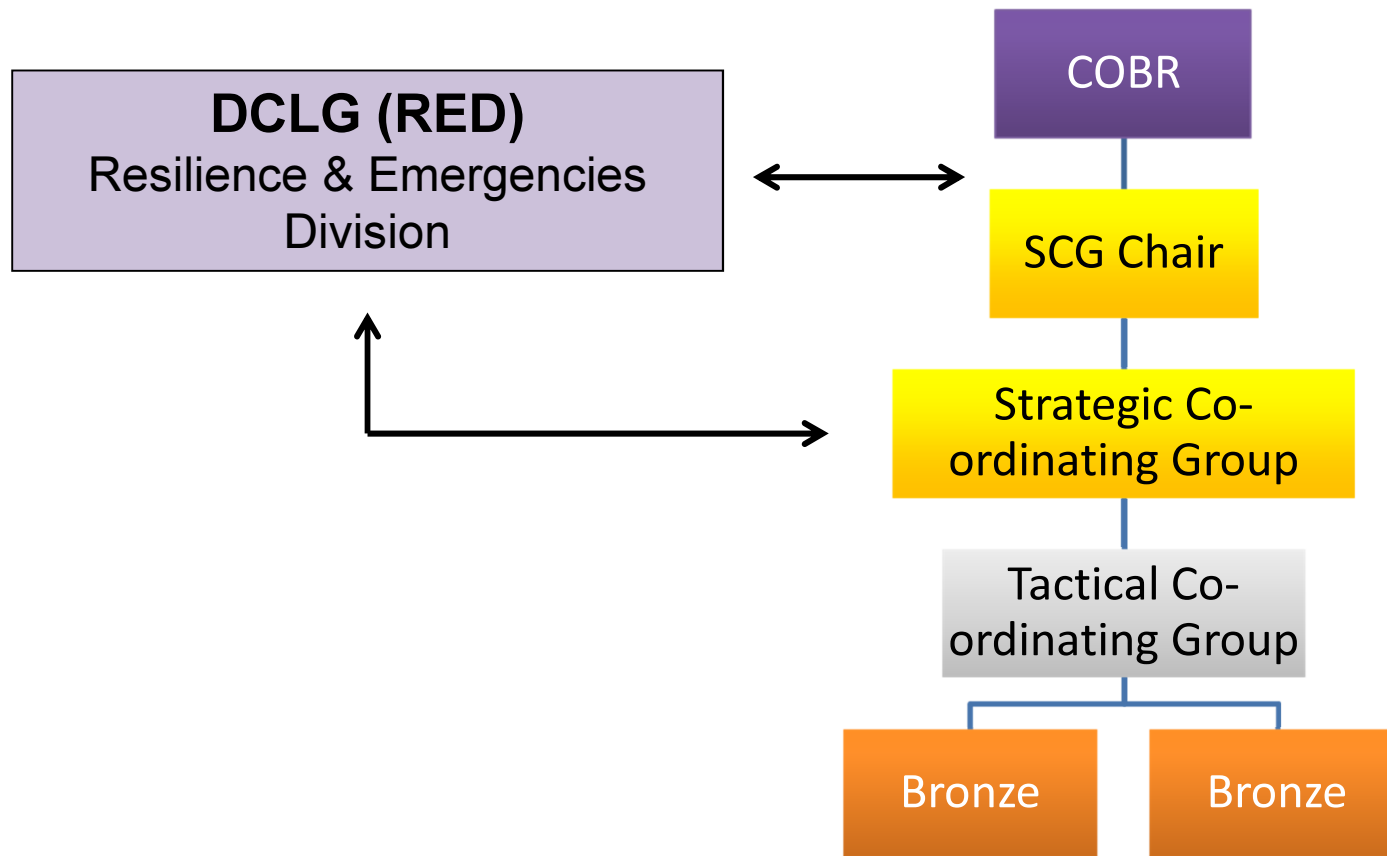 DCLG (RED)
Resilience & Emergencies
Division
COBR
SCG Chair
Strategic Co-
ordinating Group
Tactical Co-
ordinating Group
Bronze
Bronze